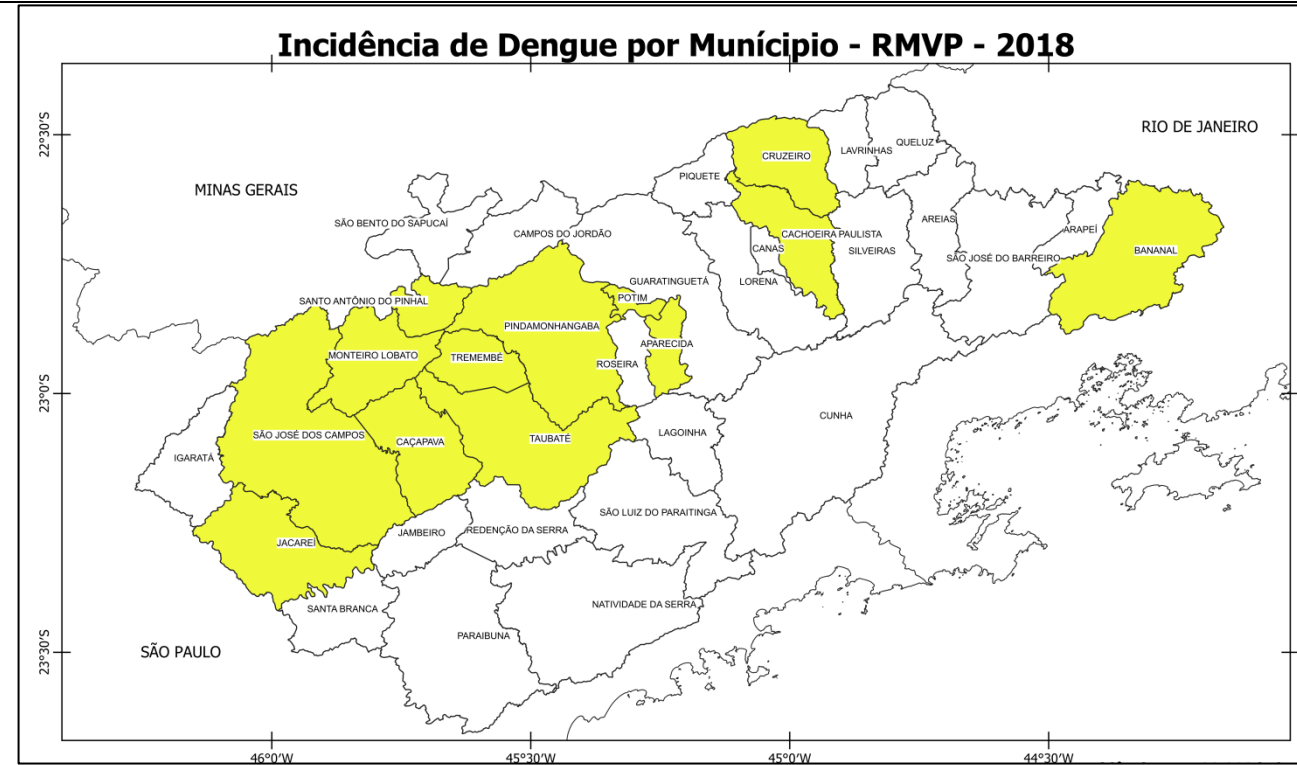 Incidência de Dengue por Munícipio - RMVP - 2018
22°30'S
RIO DE JANEIRO
QUELUZ
LAVRINHAS
CRUZEIRO
PIQUETE
MINAS GERAIS
SÃO BENTO DO SAPUCAÍ
AREIAS
ARAPEÍ
CAMPOS DO JORDÃO
CACHOEIRA PAULISTA
CANAS
SILVEIRAS
BANANAL
SÃO JOSÉ DO BARREIRO
GUARATINGUETÁ
LORENA
SANTO ANTÔNIO DO PINHAL
POTIM
PINDAMONHANGABA
APARECIDA
MONTEIRO LOBATO
TREMEMBÉ
ROSEIRA
23°0'S
CUNHA
SÃO JOSÉ DOS CAMPOS
CAÇAPAVA
TAUBATÉ
LAGOINHA
IGARATÁ
SÃO LUIZ DO PARAITINGA
JACAREÍ
JAMBEIRO
REDENÇÃO DA SERRA
SANTA BRANCA
NATIVIDADE DA SERRA
PARAIBUNA
SÃO PAULO
23°30'S
46°0'W
45°30'W
45°0'W
44°30'W